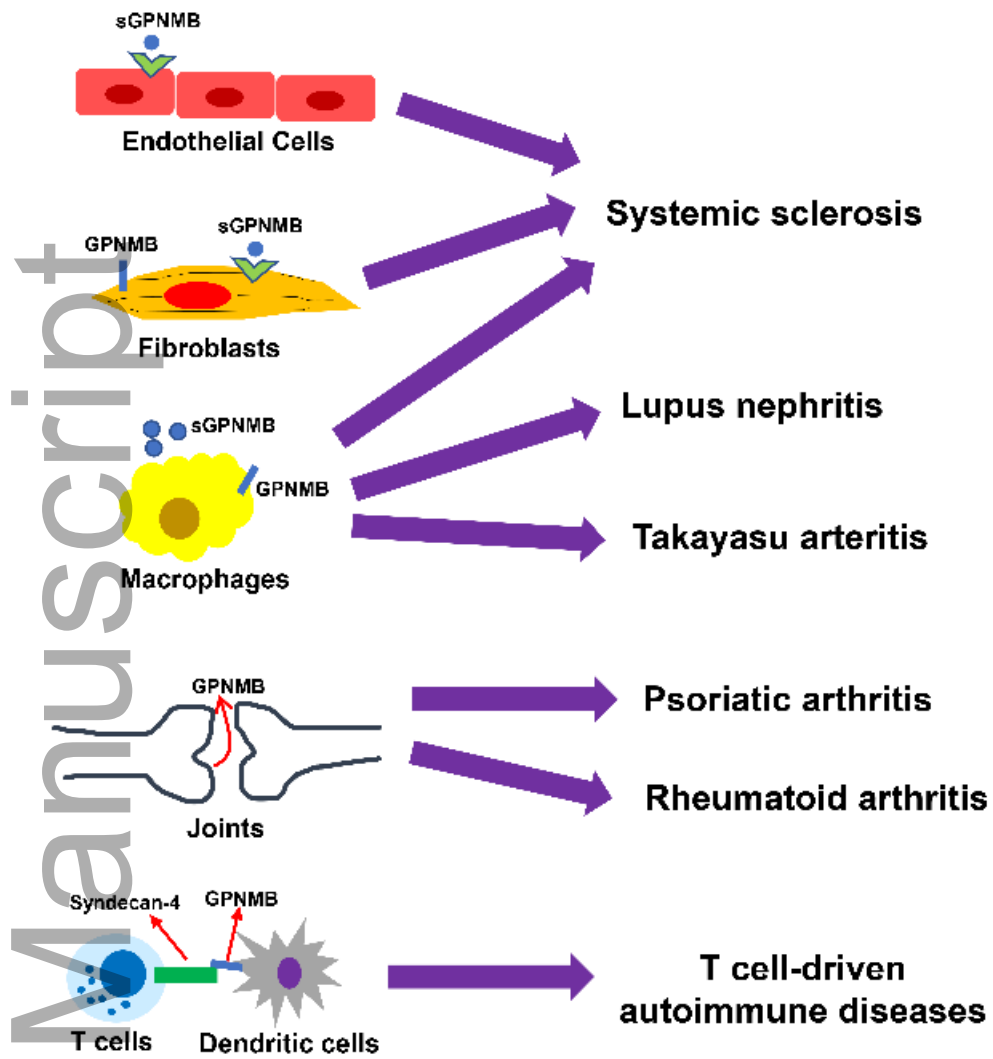 sGPNMB
Endothelial Cells
Systemic sclerosis
sGPNMB
GPNMB
Fibroblasts
Lupus nephritis
sGPNMB
GPNMB
Takayasu arteritis
Macrophages
GPNMB
Psoriatic arthritis
Rheumatoid arthritis
Joints
Syndecan-4
GPNMB
T cell-driven
autoimmune diseases
T cells
Dendritic cells
Manuscript